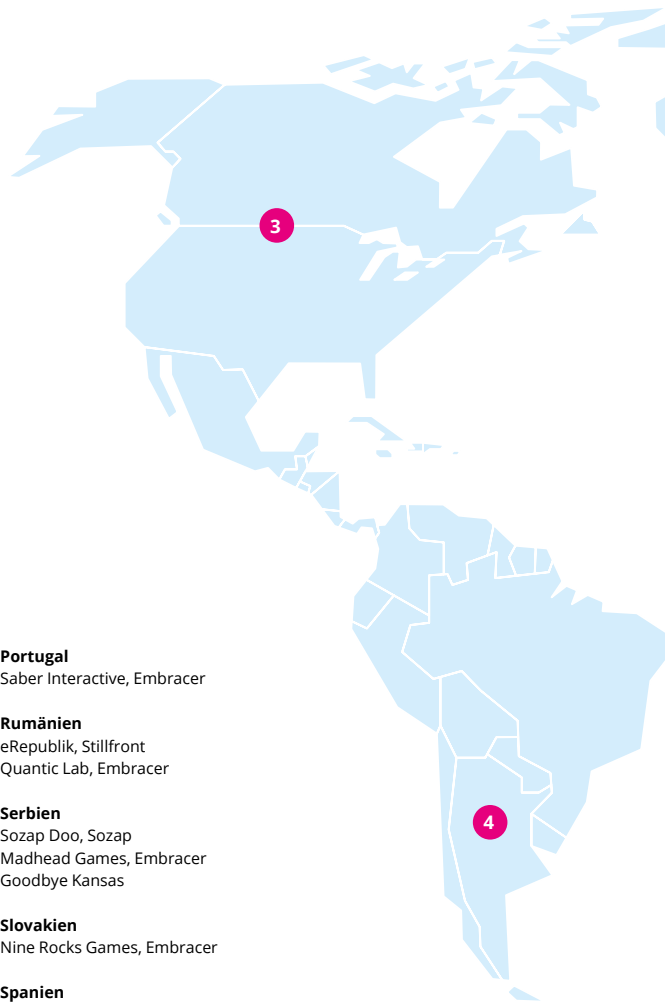 3
Portugal
Saber Interactive, Embracer
Rumänien
eRepublik, Stillfront
Quantic Lab, Embracer
Serbien
Sozap Doo, Sozap
Madhead Games, Embracer
Goodbye Kansas
4
Slovakien
Nine Rocks Games, Embracer
Spanien